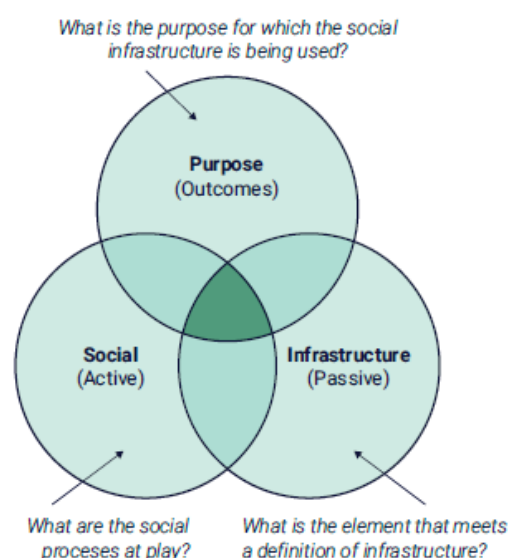 What is the purpose for which the social
infrastructure is being used?
Purpose
(Outcomes)
Social
(Active)
Infrastructure
(Passive)
What are the social
proceses at play?
What is the element that meets
a definition of infrastructure?